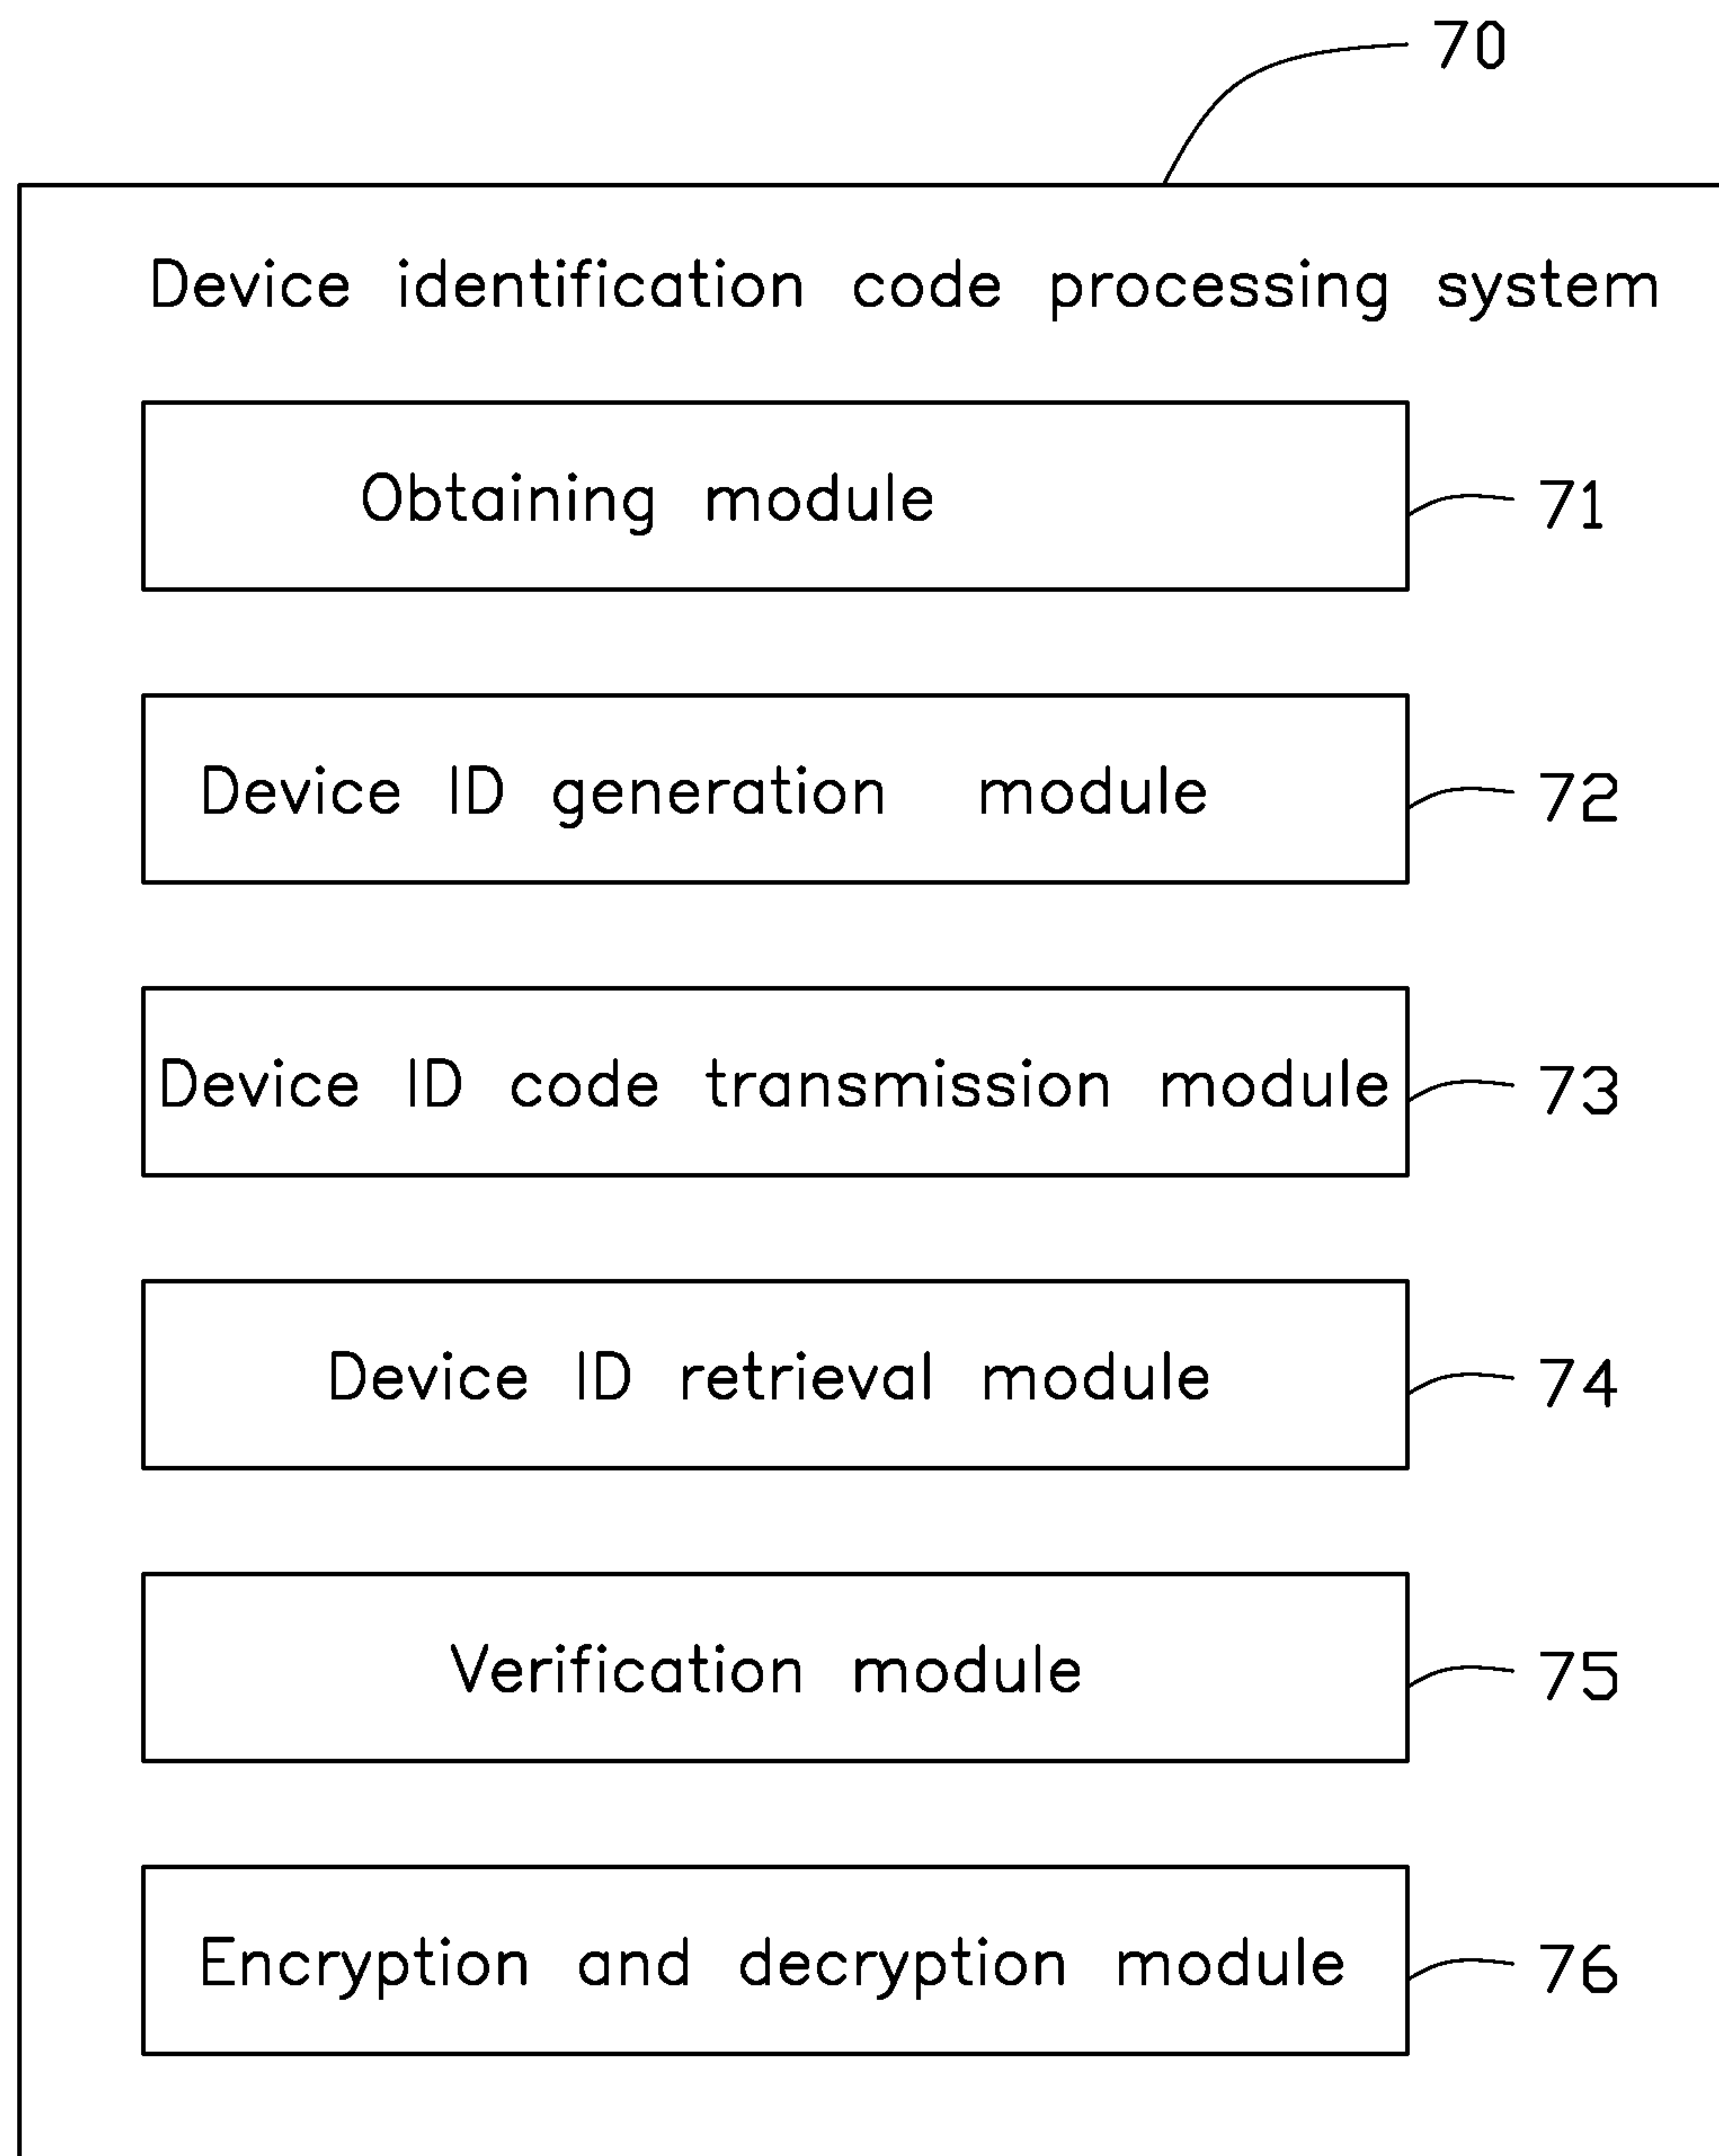 70
Device identification code processing system
Obtaining module
71
Device ID generation module
72
Device ID code transmission module
73
Device ID retrieval module
74
Verification module
75
Encryption and decryption module
76